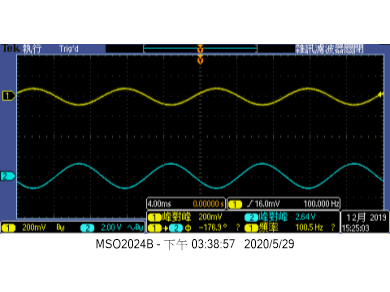 Tek 執行 Trig'd 雜訊濾波器關閉
1
2
4.00ms 0.00000 s 1 16.0mV 100.000 Hz
1 峰對峰 200mV 2 峰對峰 2.64 V
1 → 2 Φ -176.9° ? 1 頻率 100.5 Hz ?
1 200mV 2 2.00 V
12月 2019
15:25:03
MSO2024B - 下午 03:38:57 2020/5/29